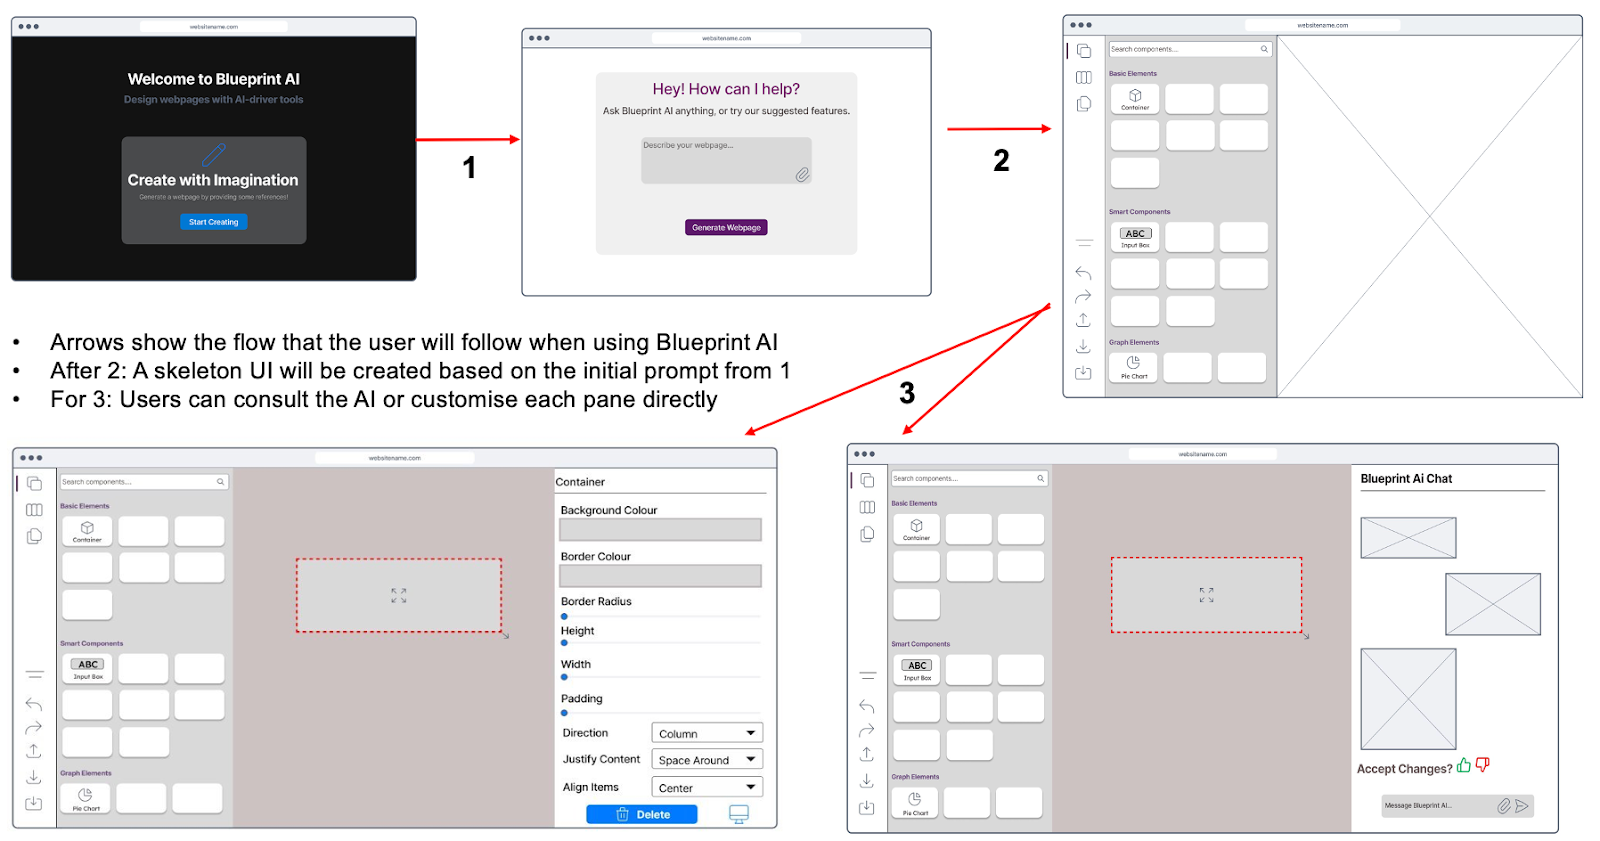 websitename.com
Welcome to Blueprint AI
Design webpages with AI-driver tools
Create with Imagination
Generate a webpage by providing some references!
Start Creating
1
websitename.com
Hey! How can I help?
Ask Blueprint AI anything, or try our suggested features.
Describe your webpage...
Generate Webpage
2
websitename.com
Search components....
Basic Elements
Container
Smart Components
ABC
Input Box
Graph Elements
Pie Chart
• Arrows show the flow that the user will follow when using Blueprint AI
• After 2: A skeleton UI will be created based on the initial prompt from 1
• For 3: Users can consult the AI or customise each pane directly
3
websitename.com
Search components....
Basic Elements
Container
Smart Components
ABC
Input Box
Graph Elements
Pie Chart
Container
Background Colour
Border Colour
Border Radius
Height
Width
Padding
Direction Column
Justify Content Space Around
Align Items Center
Delete
websitename.com
Search components....
Basic Elements
Container
Smart Components
ABC
Input Box
Graph Elements
Pie Chart
Blueprint Ai Chat
Accept Changes?
Message Blueprint AI...